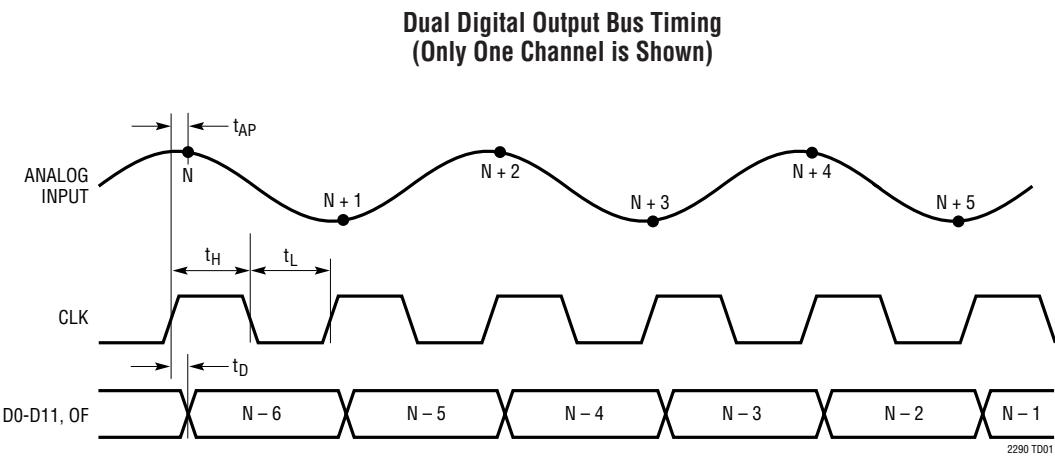 Dual Digital Output Bus Timing
(Only One Channel is Shown)
tAP
ANALOG
INPUT
N
N + 1
N + 2
N + 3
N + 4
N + 5
tH
tL
CLK
tD
D0-D11, OF
N – 6
N – 5
N – 4
N – 3
N – 2
N – 1
2290 TD01